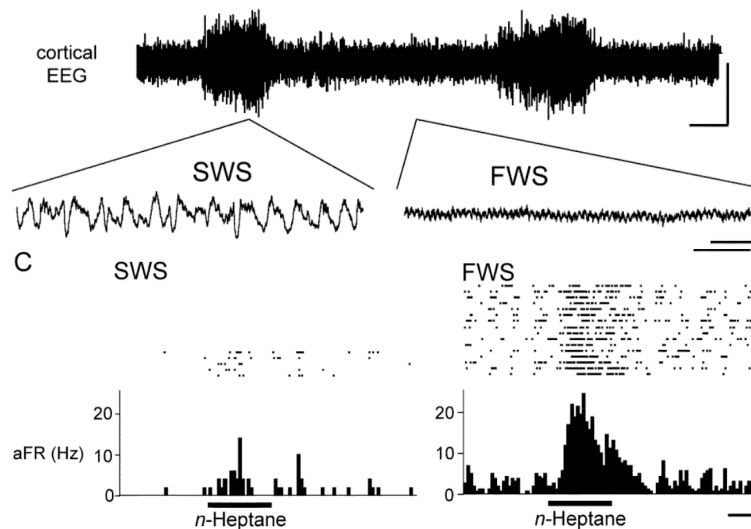 cortical
EEG
SWS
FWS
C
SWS
FWS
aFR (Hz)
20
10
0
20
10
0
n-Heptane
n-Heptane